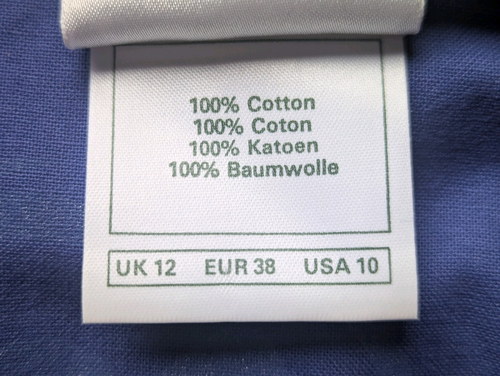 100% Cotton
100% Coton
100% Katoen
100% Baumwolle
UK 12 EUR 38 USA 10